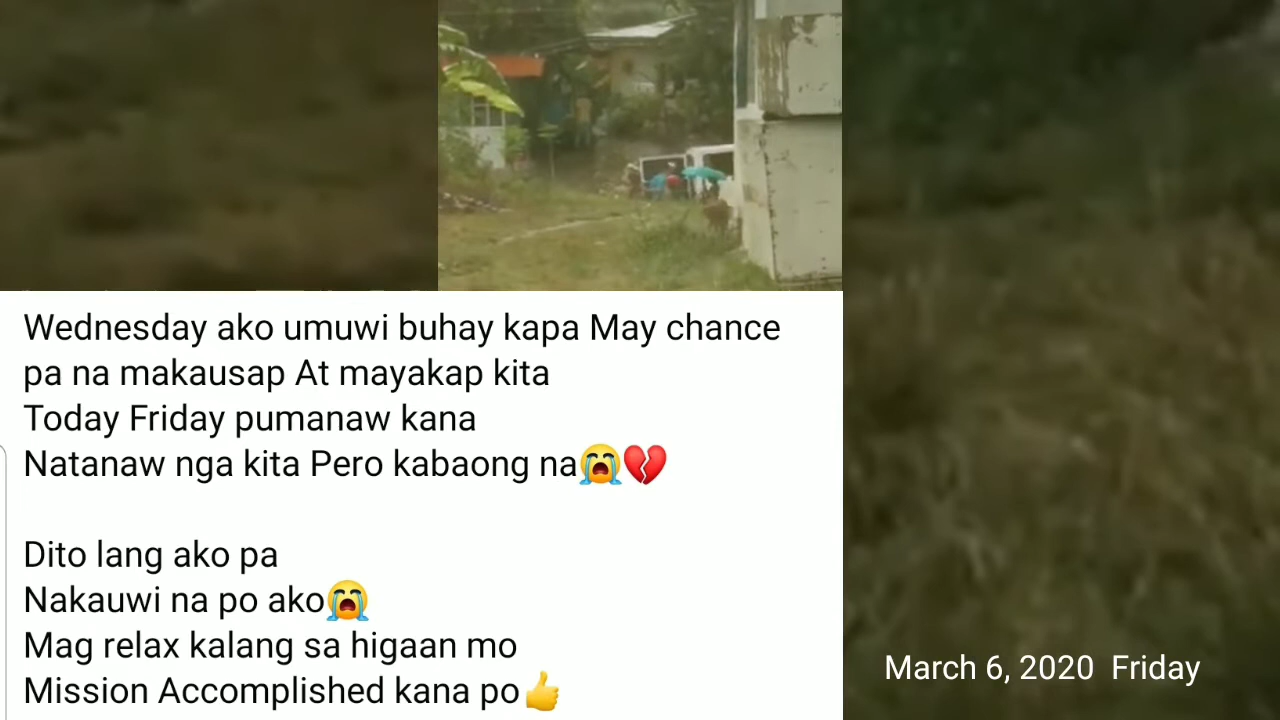 Wednesday ako umuwi buhay kapa May chance
pa na makausap At mayakap kita
Today Friday pumanaw kana
Natanaw nga kita Pero kabaong na😭💔
Dito lang ako pa
Nakauwi na po ako😭
Mag relax kalang sa higaan mo
Mission Accomplished kana po👍
March 6, 2020 Friday